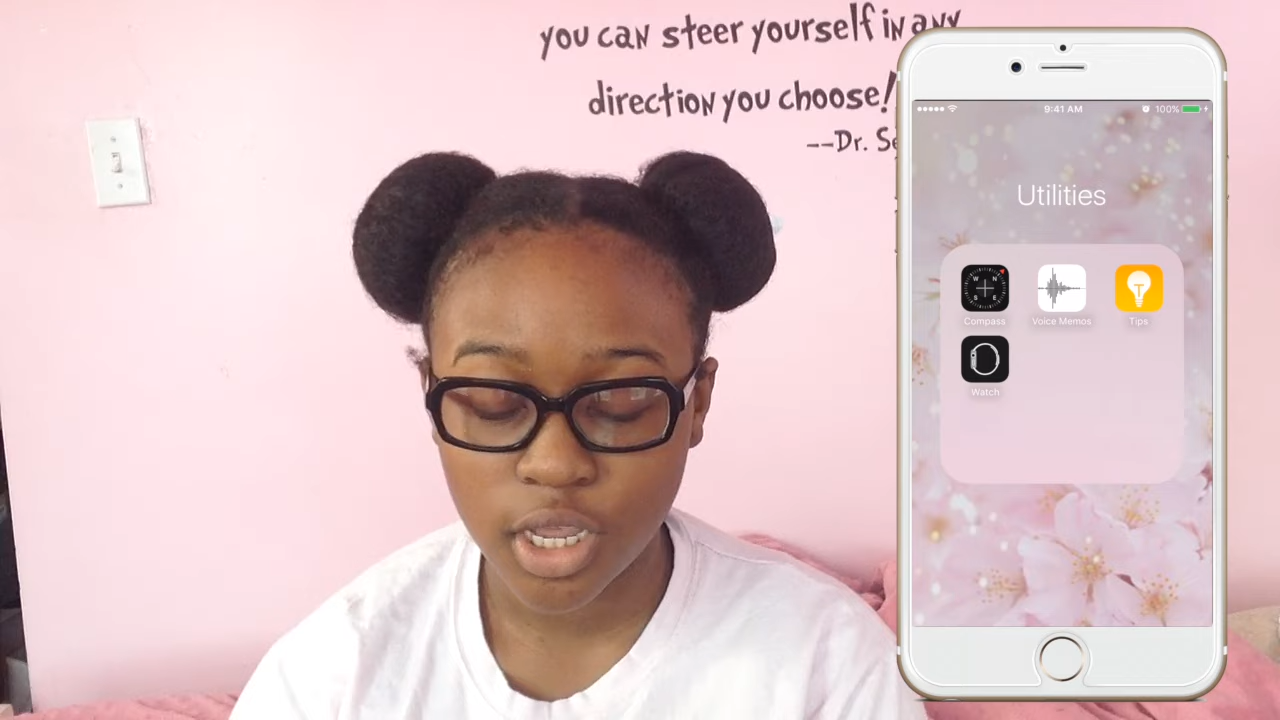 you can steer yourself in any
direction you choose!
--Dr.
9:41 AM
100%
Utilities
W N
S E
Compass
Voice Memos
T
Tips
Watch